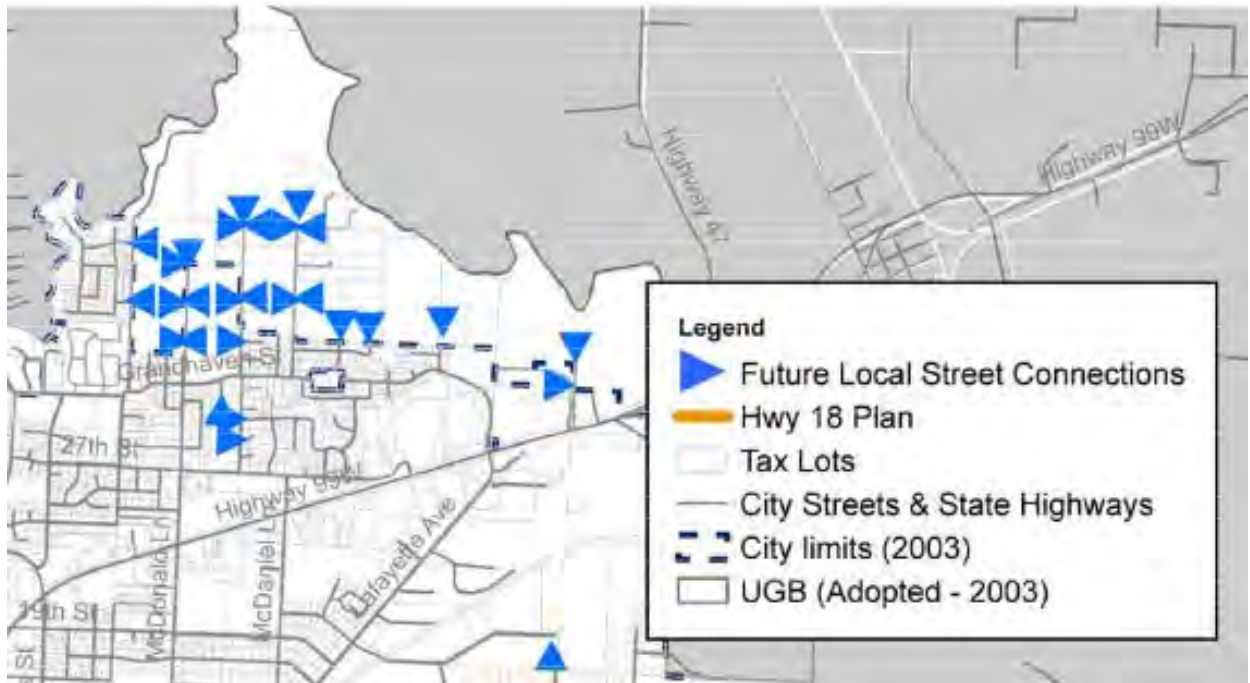 Highway 99W
Highway 47
Legend
Future Local Street Connections
Hwy 18 Plan
Tax Lots
City Streets & State Highways
City limits (2003)
UGB (Adopted - 2003)
Grandhaven St
27th St
Highway 99W
Lafayette Ave
McDonald Ln
McDaniel Ln
19th St
St